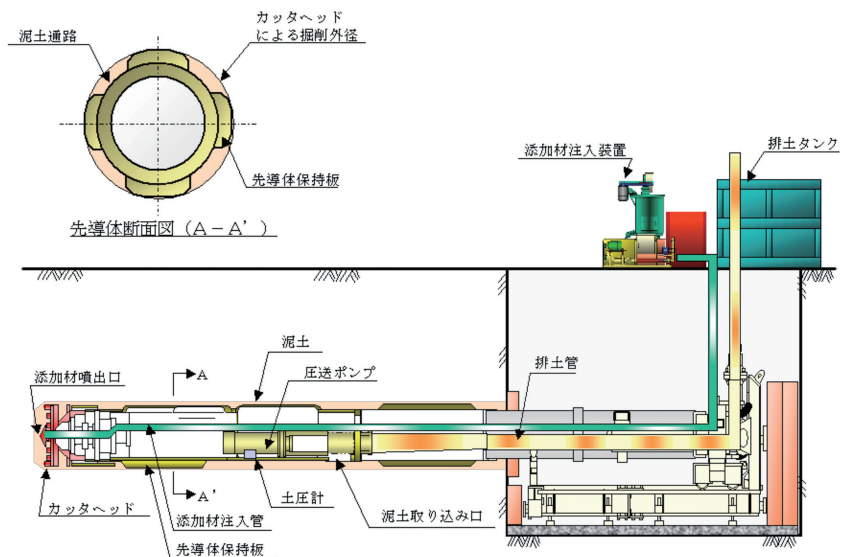 カッタヘッド
による掘削外径
泥土通路
先導体保持板
先導体断面図（A－A’）
添加材注入装置
排土タンク
泥土
圧送ポンプ
排土管
添加材噴出口
A
A’
カッタヘッド
添加材注入管
先導体保持板
土圧計
泥土取り込み口